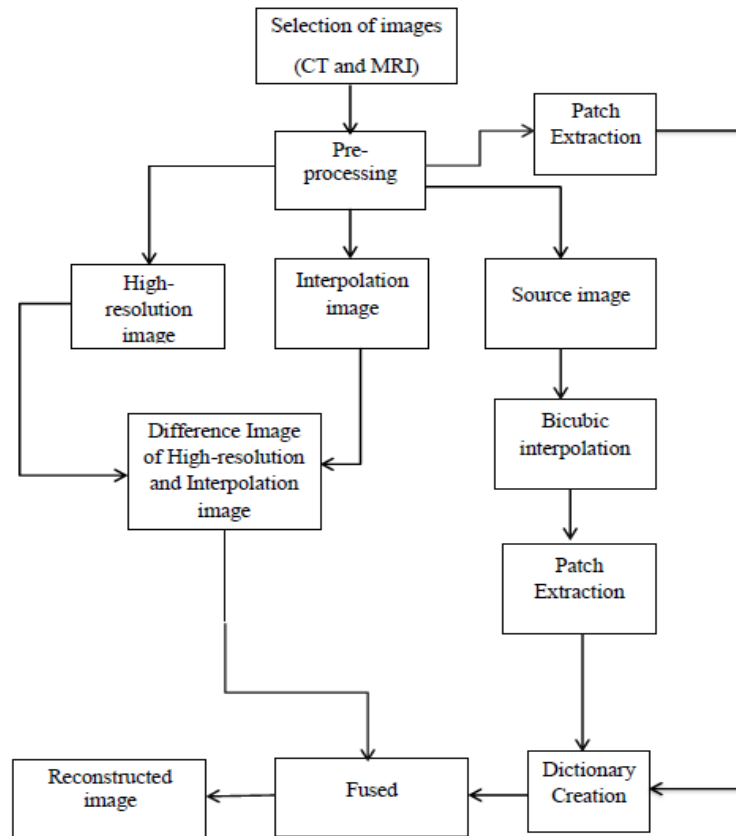 Selection of images
(CT and MRI)
Patch
Extraction
Pre-
processing
High-
resolution
image
Interpolation
image
Source image
Difference Image
of High-resolution
and Interpolation
image
Bicubic
interpolation
Patch
Extraction
Reconstructed
image
Fused
Dictionary
Creation